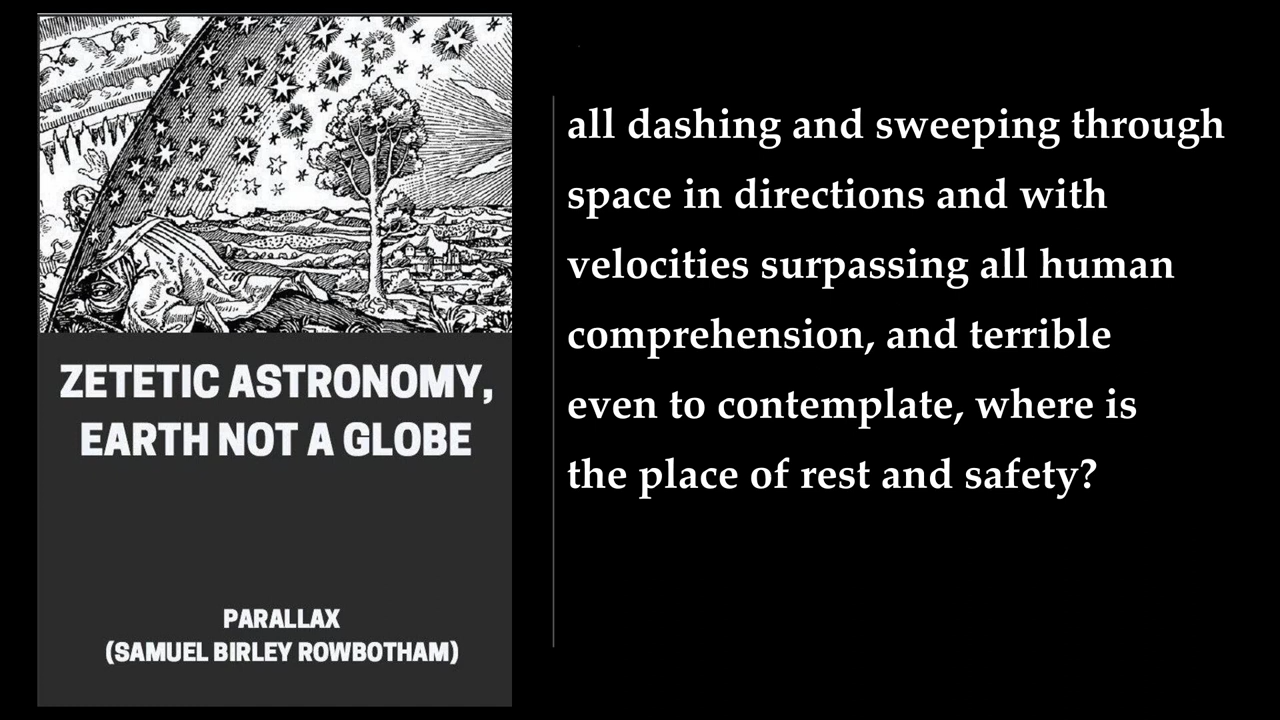 ZETETIC ASTRONOMY,
EARTH NOT A GLOBE
PARALLAX
(SAMUEL BIRLEY ROWBOTHAM)
all dashing and sweeping through
space in directions and with
velocities surpassing all human
comprehension, and terrible
even to contemplate, where is
the place of rest and safety?